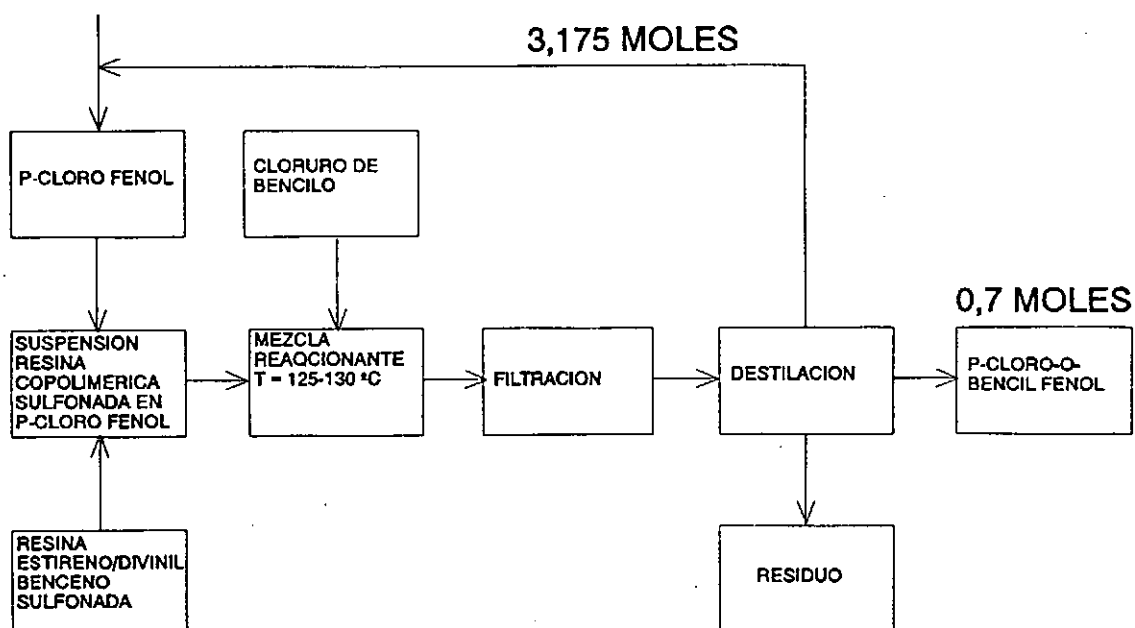 3,175 MOLES
P-CLORO FENOL
CLORURO DE
BENCILO
0,7 MOLES
SUSPENSION
RESINA
COPOLIMERICA
SULFONADA EN
P-CLORO FENOL
MEZCLA
REAQCIONANTE
T = 125-130 ºC
FILTRACION
DESTILACION
P-CLORO-O-
BENCIL FENOL
RESINA
ESTIRENO/DIVINIL
BENCENO
SULFONADA
RESIDUO